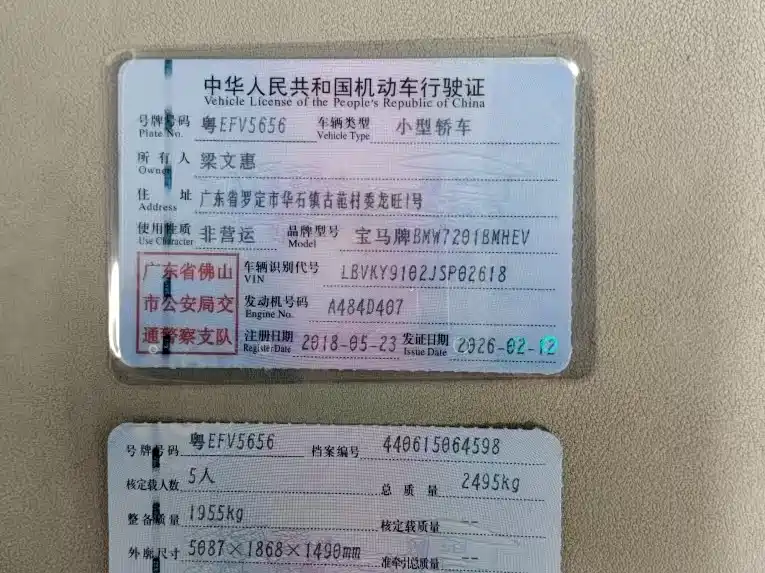 中华人民共和国机动车行驶证
Vehicle License of the People's Republic of China
号牌号码 Plate No. 粤EFV5656 车辆类型 Vehicle Type 小型轿车
所有人 Owner 梁文惠
住址 Address 广东省罗定市华石镇古苑村委龙旺1号
使用性质 Use Character 非营运 品牌型号 Model 宝马牌BMW7201BMHEV
广东省佛山市公安局交通警察支队
车辆识别代号 VIN LBVKY9102JSP02618
发动机号码 Engine No. A484D407
注册日期 Register Date 2018-05-23 发证日期 Issue Date 2026-02-12
号牌号码 粤EFV5656 档案编号 440615064598
核定载人数 5人 总质量 2495kg
整备质量 1955kg 核定载质量 --
外廓尺寸 5087×1868×1490mm 准牵引总质量 --